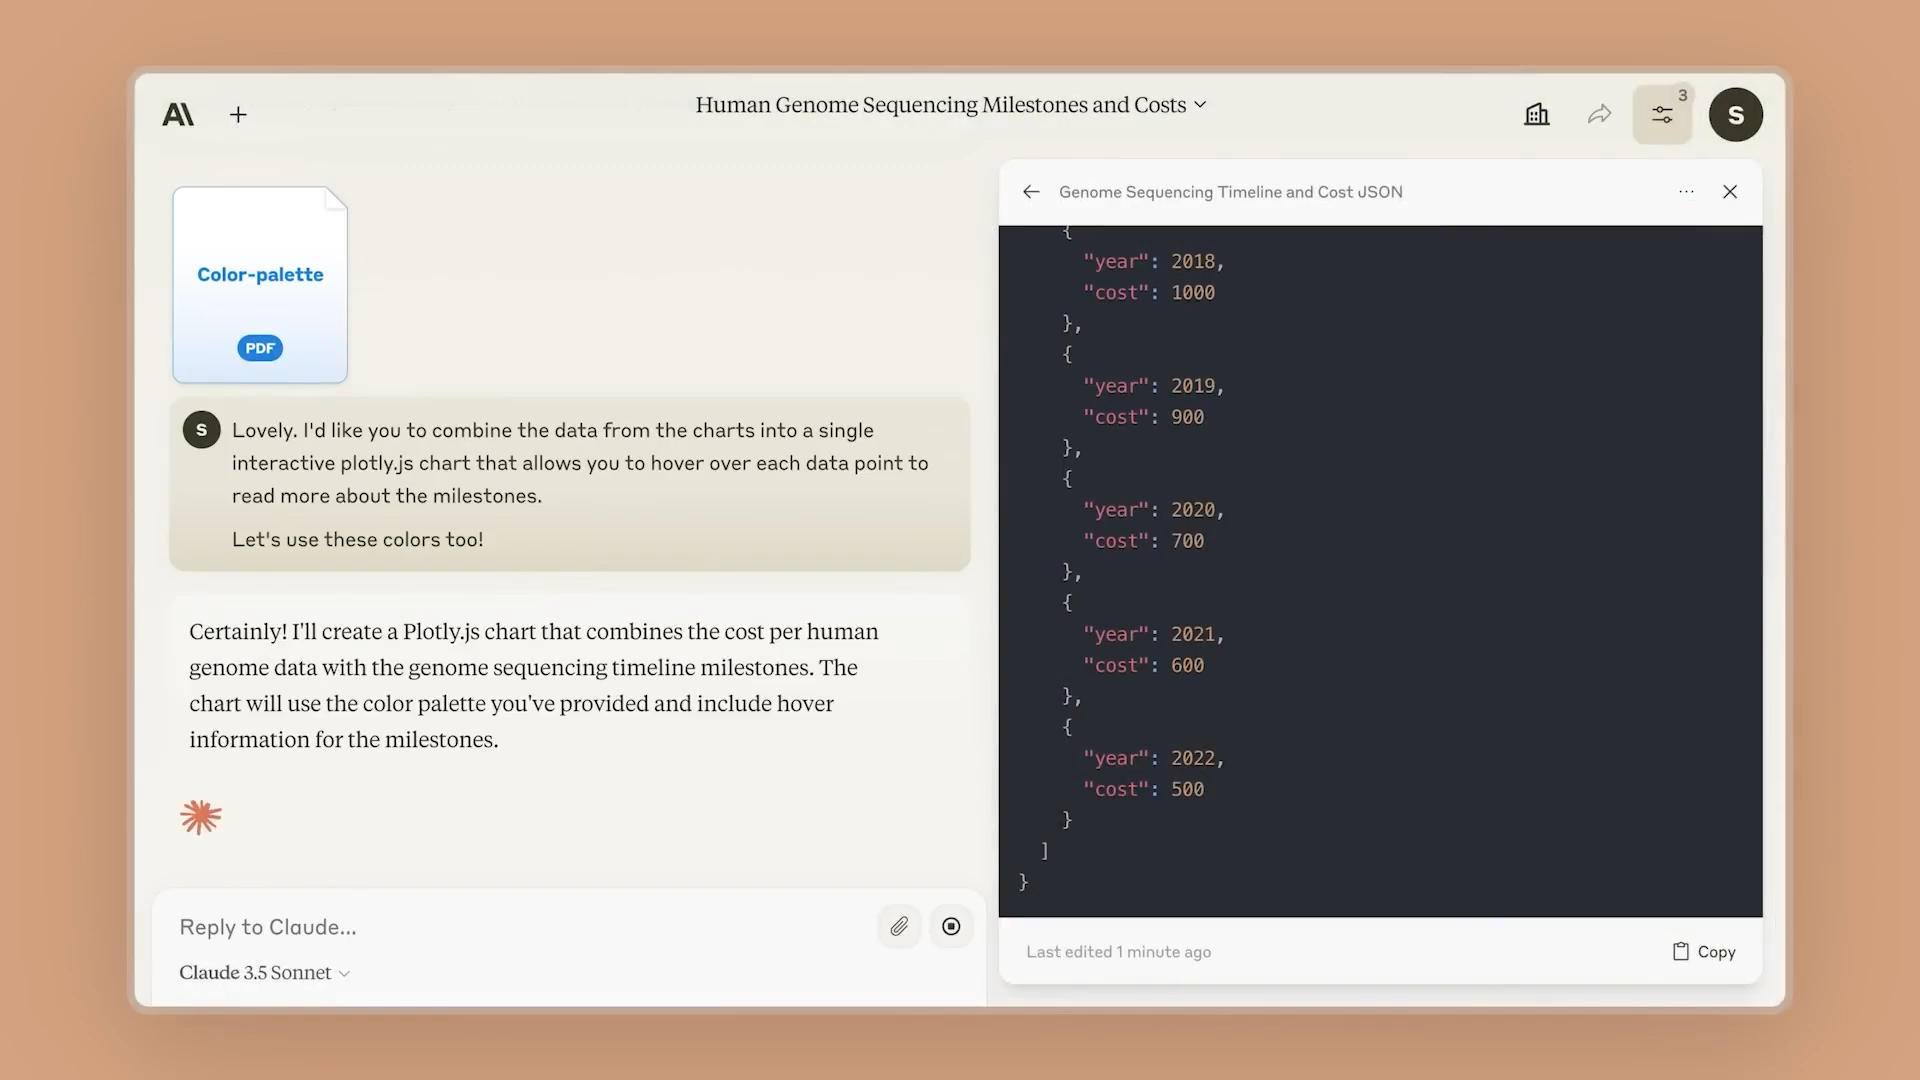 Human Genome Sequencing Milestones and Costs
3
S
Color-palette
PDF
S
Lovely. I'd like you to combine the data from the charts into a single
interactive plotly.js chart that allows you to hover over each data point to
read more about the milestones.
Let's use these colors too!
Certainly! I'll create a Plotly.js chart that combines the cost per human
genome data with the genome sequencing timeline milestones. The
chart will use the color palette you've provided and include hover
information for the milestones.
Reply to Claude...
Claude 3.5 Sonnet
Genome Sequencing Timeline and Cost JSON
{
"year": 2018,
"cost": 1000
},
{
"year": 2019,
"cost": 900
},
{
"year": 2020,
"cost": 700
},
{
"year": 2021,
"cost": 600
},
{
"year": 2022,
"cost": 500
}
]
}
Last edited 1 minute ago
Copy